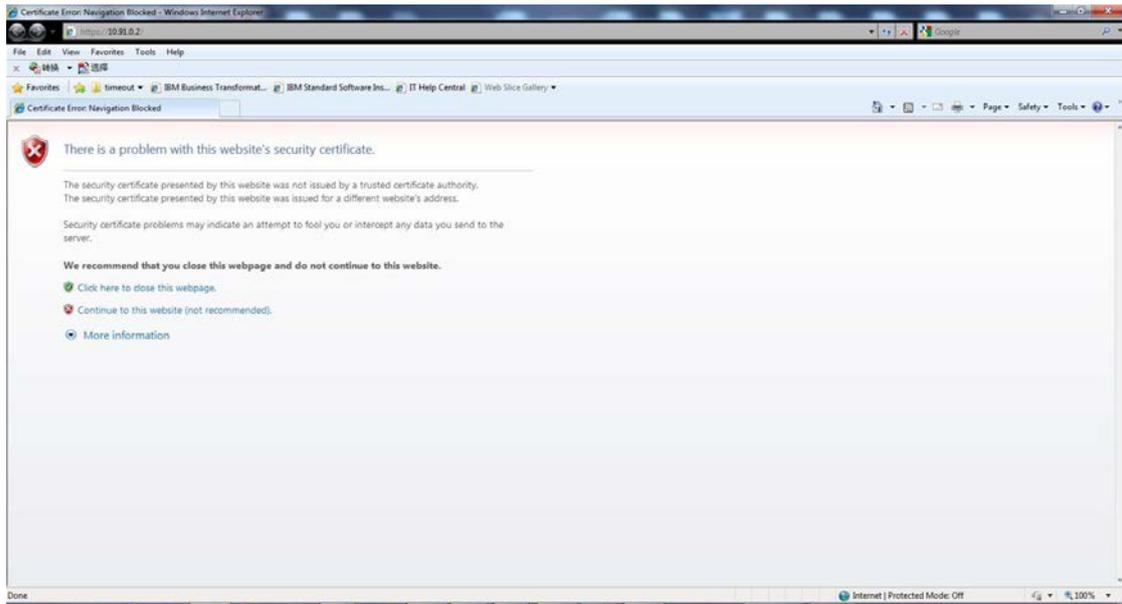 Certificate Error: Navigation Blocked - Windows Internet Explorer
https://10.91.0.2/
Google
File Edit View Favorites Tools Help
轉換 選擇
Favorites timeout IBM Business Transformat... IBM Standard Software Ins... IT Help Central Web Slice Gallery
Certificate Error: Navigation Blocked
Page Safety Tools
There is a problem with this website's security certificate.
The security certificate presented by this website was not issued by a trusted certificate authority.
The security certificate presented by this website was issued for a different website's address.
Security certificate problems may indicate an attempt to fool you or intercept any data you send to the
server.
We recommend that you close this webpage and do not continue to this website.
Click here to close this webpage.
Continue to this website (not recommended).
More information
Done
Internet | Protected Mode: Off
100%